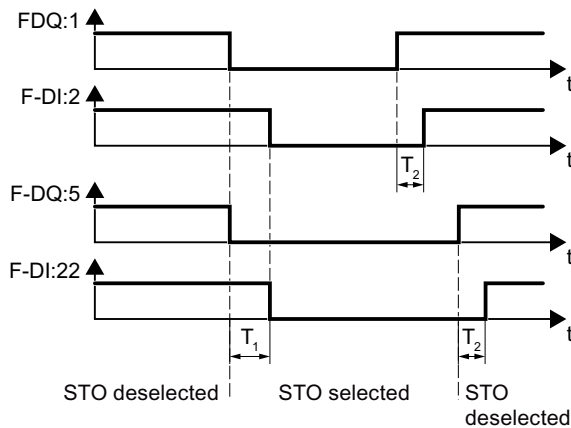 FDQ:1
t
F-DI:2
t
T2
F-DQ:5
t
F-DI:22
t
T1
T2
STO deselected
STO selected
STO
deselected